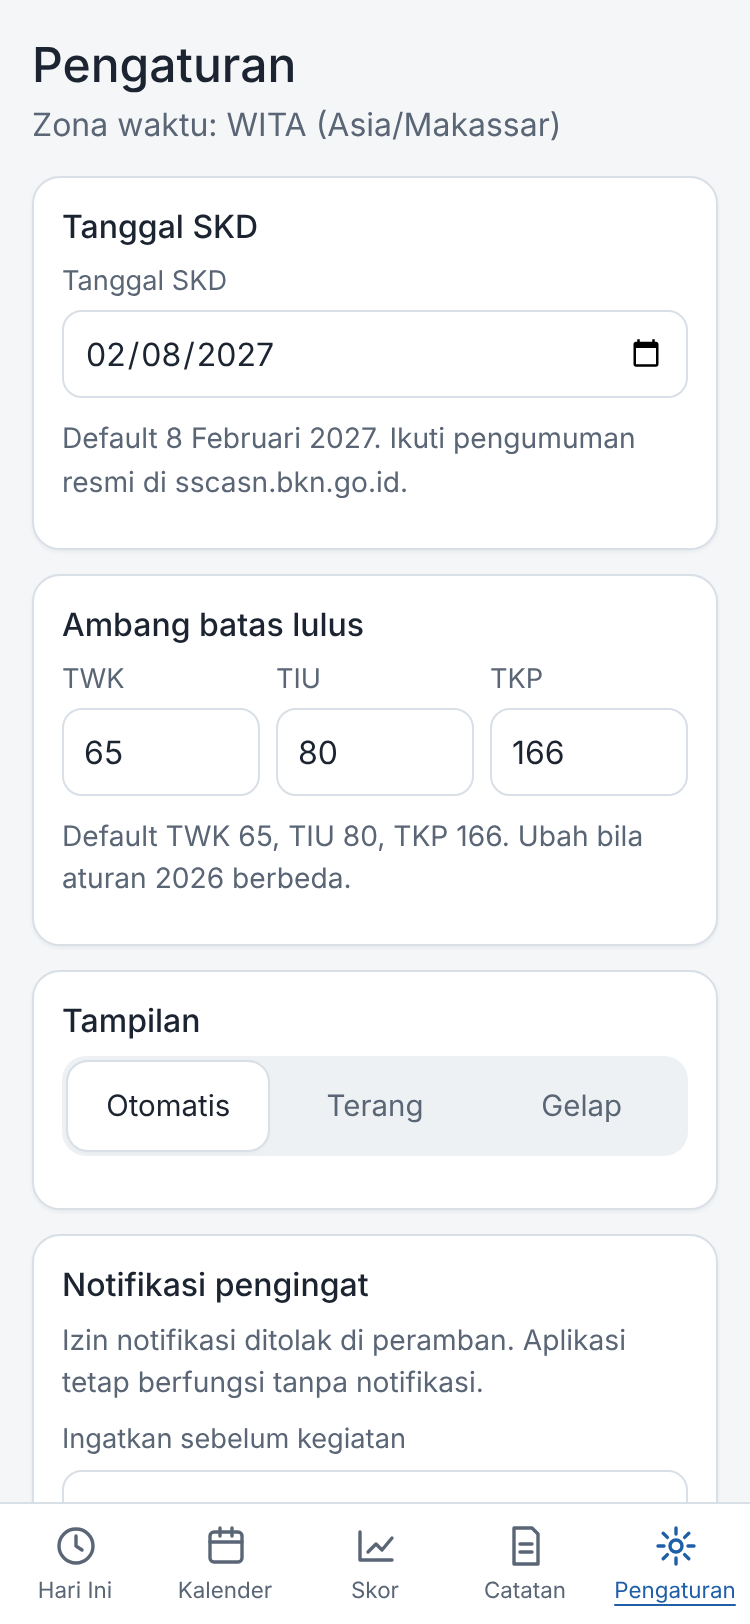 Pengaturan
Zona waktu: WITA (Asia/Makassar)
Tanggal SKD
Tanggal SKD
02/08/2027
Default 8 Februari 2027. Ikuti pengumuman
resmi di sscasn.bkn.go.id.
Ambang batas lulus
TWK TIU TKP
65 80 166
Default TWK 65, TIU 80, TKP 166. Ubah bila
aturan 2026 berbeda.
Tampilan
Otomatis Terang Gelap
Notifikasi pengingat
Izin notifikasi ditolak di peramban. Aplikasi
tetap berfungsi tanpa notifikasi.
Ingatkan sebelum kegiatan
Hari Ini Kalender Skor Catatan Pengaturan